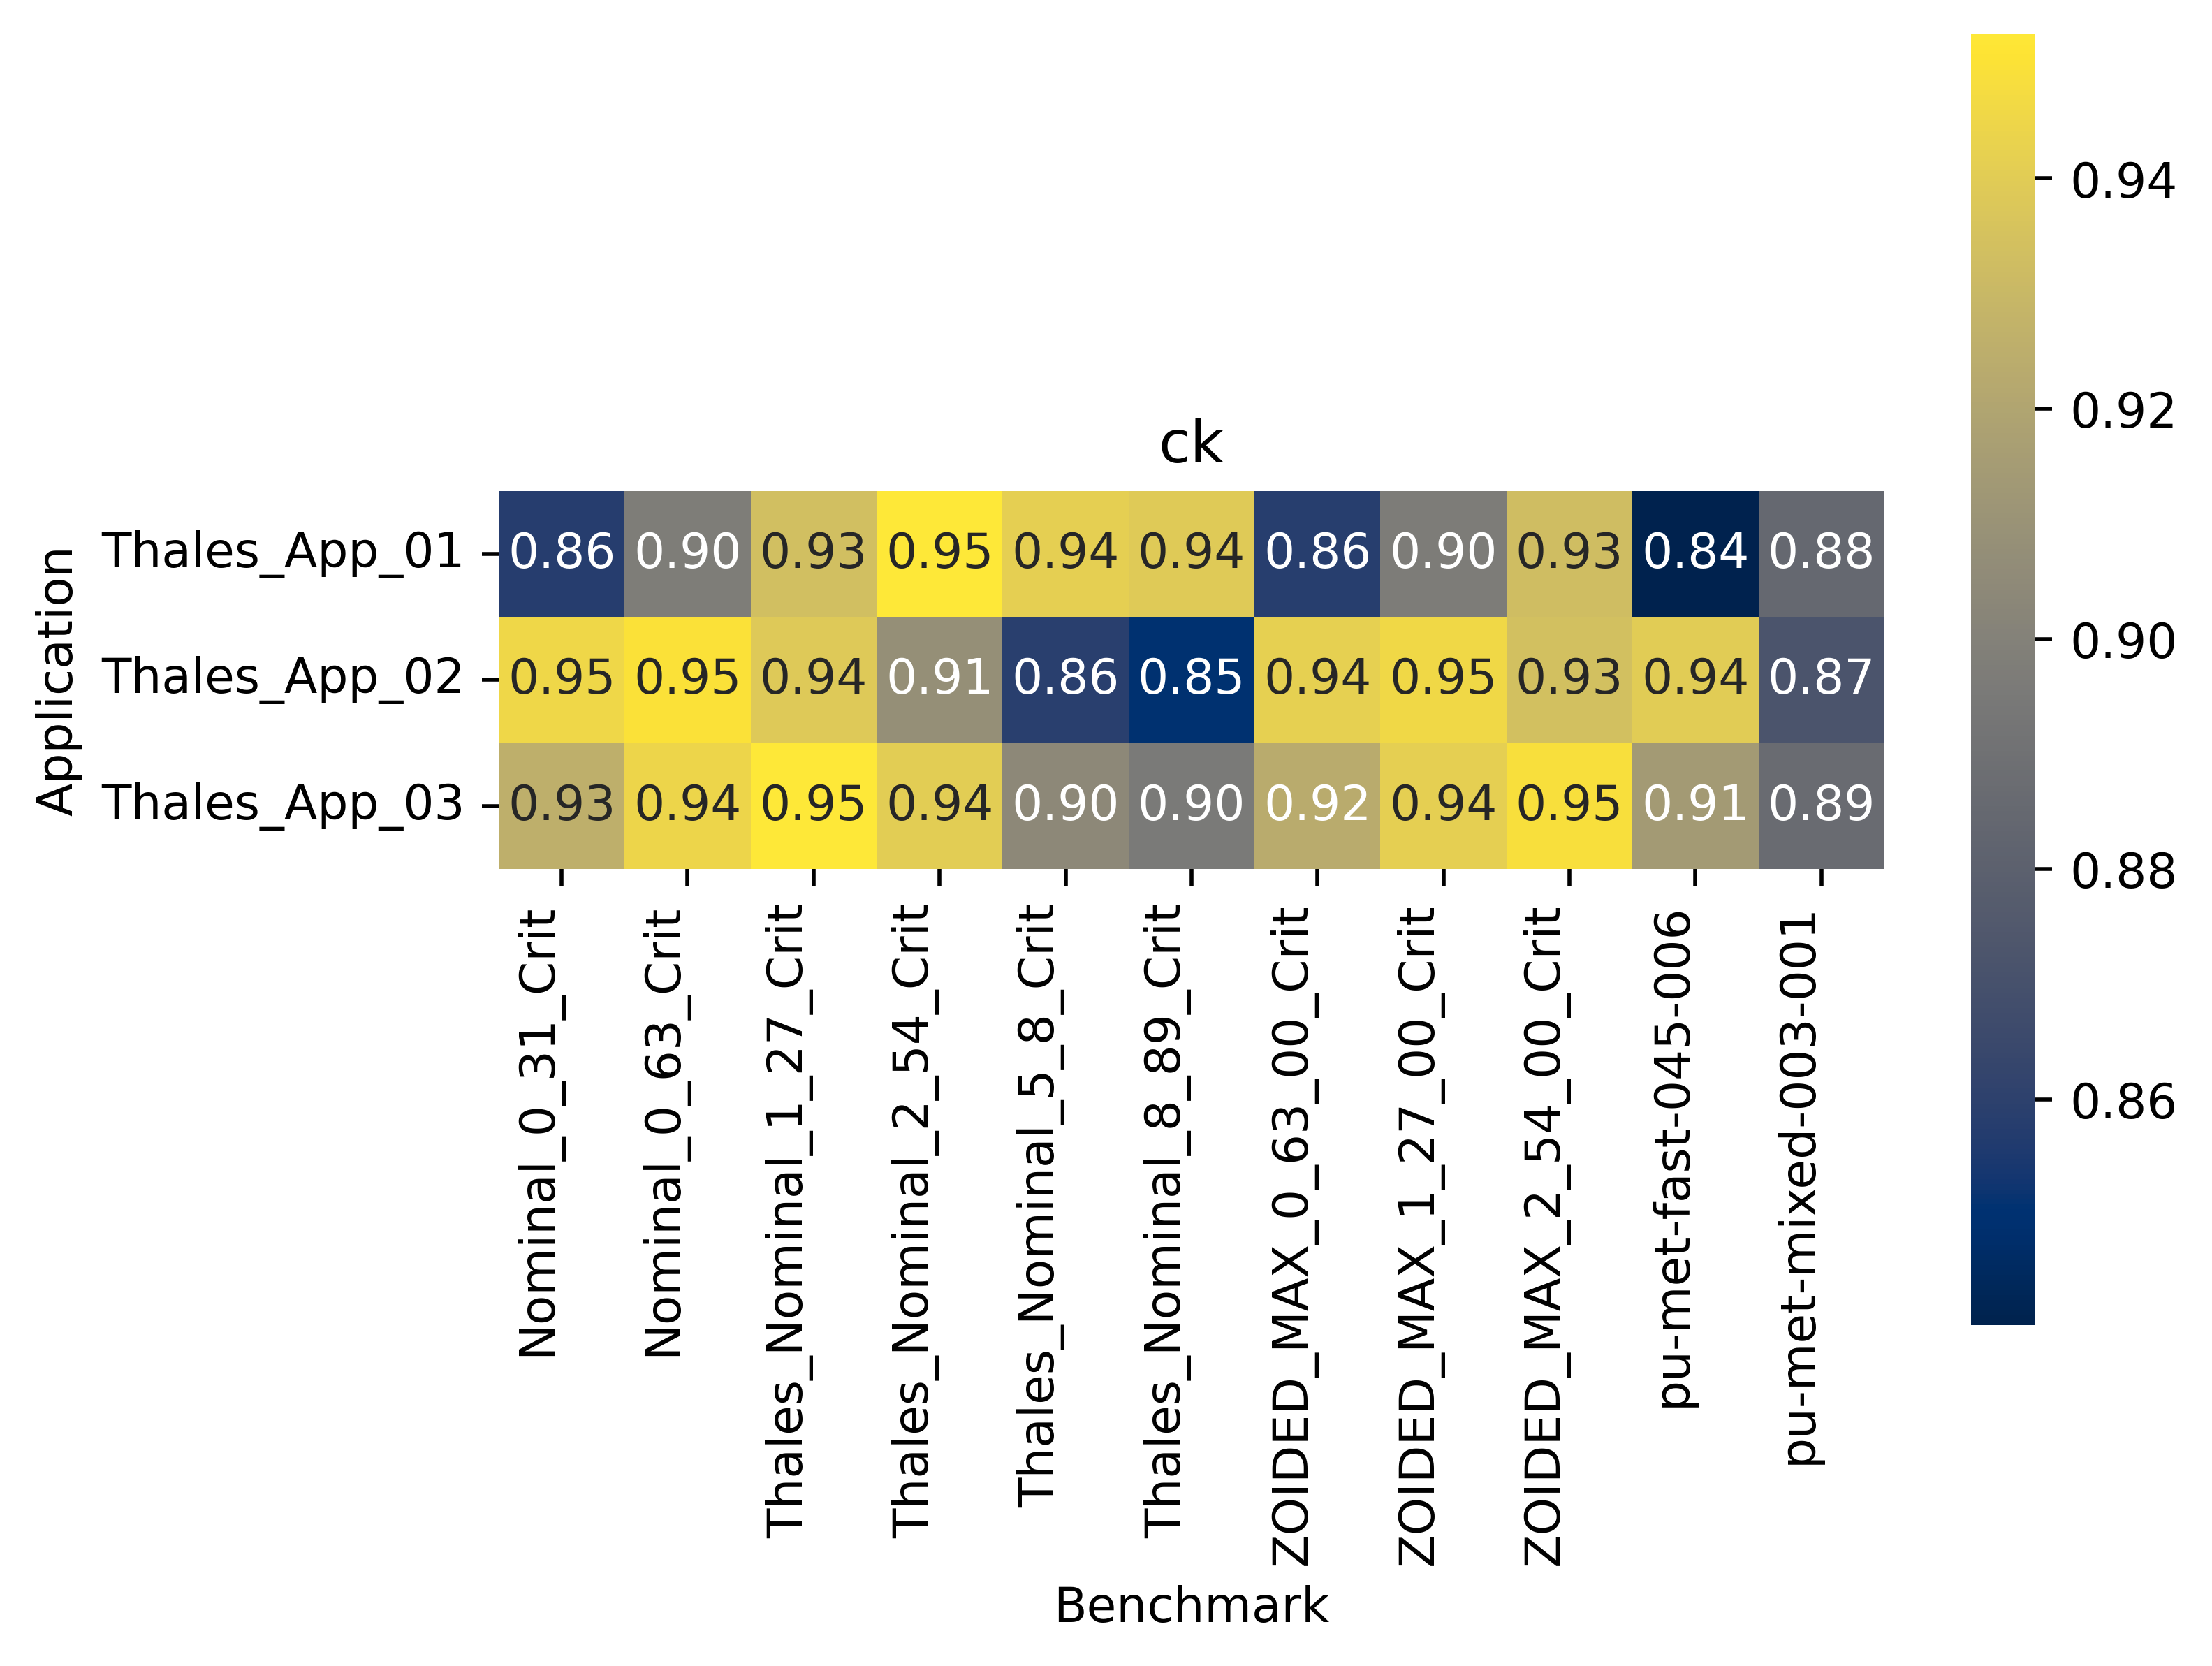 ck
Application
Thales_App_01 0.86 0.90 0.93 0.95 0.94 0.94 0.86 0.90 0.93 0.84 0.88
Thales_App_02 0.95 0.95 0.94 0.91 0.86 0.85 0.94 0.95 0.93 0.94 0.87
Thales_App_03 0.93 0.94 0.95 0.94 0.90 0.90 0.92 0.94 0.95 0.91 0.89
Nominal_0_31_Crit
Nominal_0_63_Crit
Thales_Nominal_1_27_Crit
Thales_Nominal_2_54_Crit
Thales_Nominal_5_8_Crit
Thales_Nominal_8_89_Crit
ZOIDED_MAX_0_63_00_Crit
ZOIDED_MAX_1_27_00_Crit
ZOIDED_MAX_2_54_00_Crit
pu-met-fast-045-006
pu-met-mixed-003-001
Benchmark
0.94
0.92
0.90
0.88
0.86